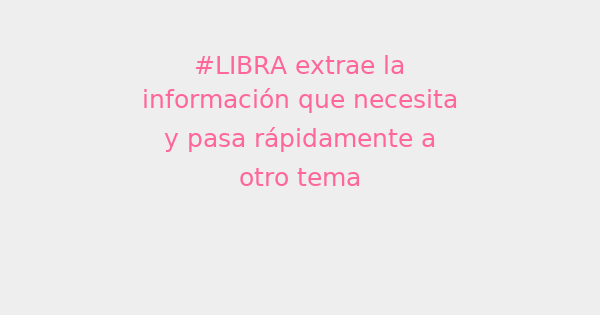 #LIBRA extrae la
información que necesita
y pasa rápidamente a
otro tema